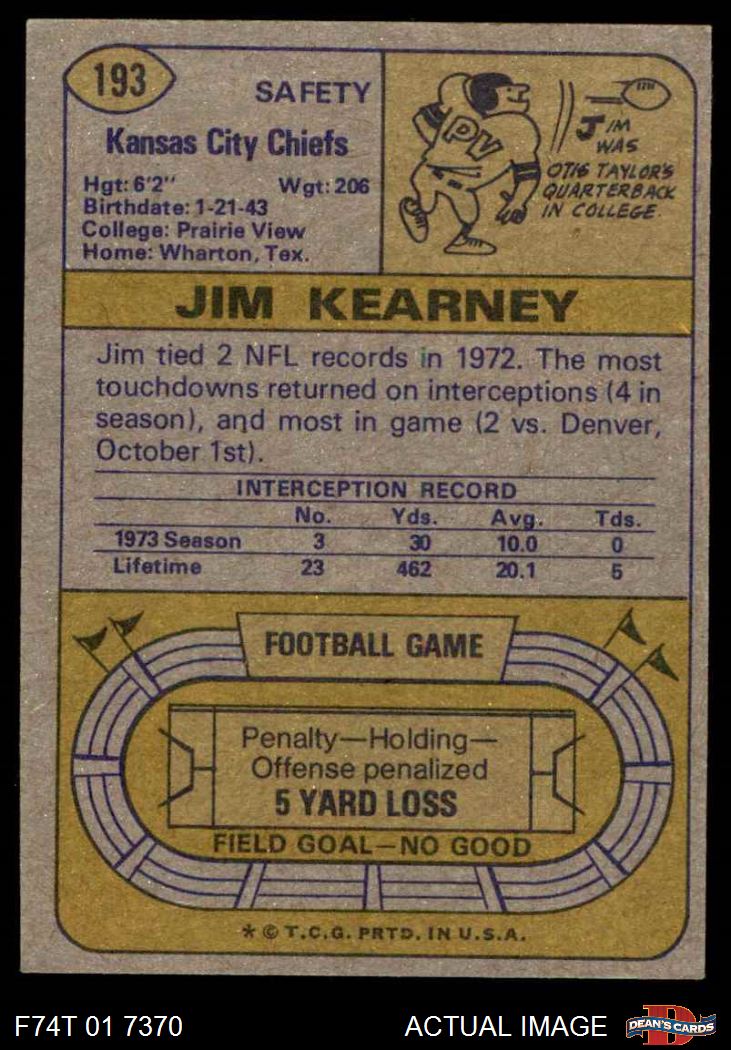 193
SAFETY
Kansas City Chiefs
Hgt: 6'2" Wgt: 206
Birthdate: 1-21-43
College: Prairie View
Home: Wharton, Tex.
PV
JIM
WAS
OTIS TAYLOR'S
QUARTERBACK
IN COLLEGE.
JIM KEARNEY
Jim tied 2 NFL records in 1972. The most
touchdowns returned on interceptions (4 in
season), and most in game (2 vs. Denver,
October 1st).
INTERCEPTION RECORD
No. Yds. Avg. Tds.
1973 Season 3 30 10.0 0
Lifetime 23 462 20.1 5
FOOTBALL GAME
Penalty—Holding—
Offense penalized
5 YARD LOSS
FIELD GOAL—NO GOOD
* © T.C.G. PRTD. IN U.S.A.
F74T 01 7370 ACTUAL IMAGE
DEAN'S CARDS